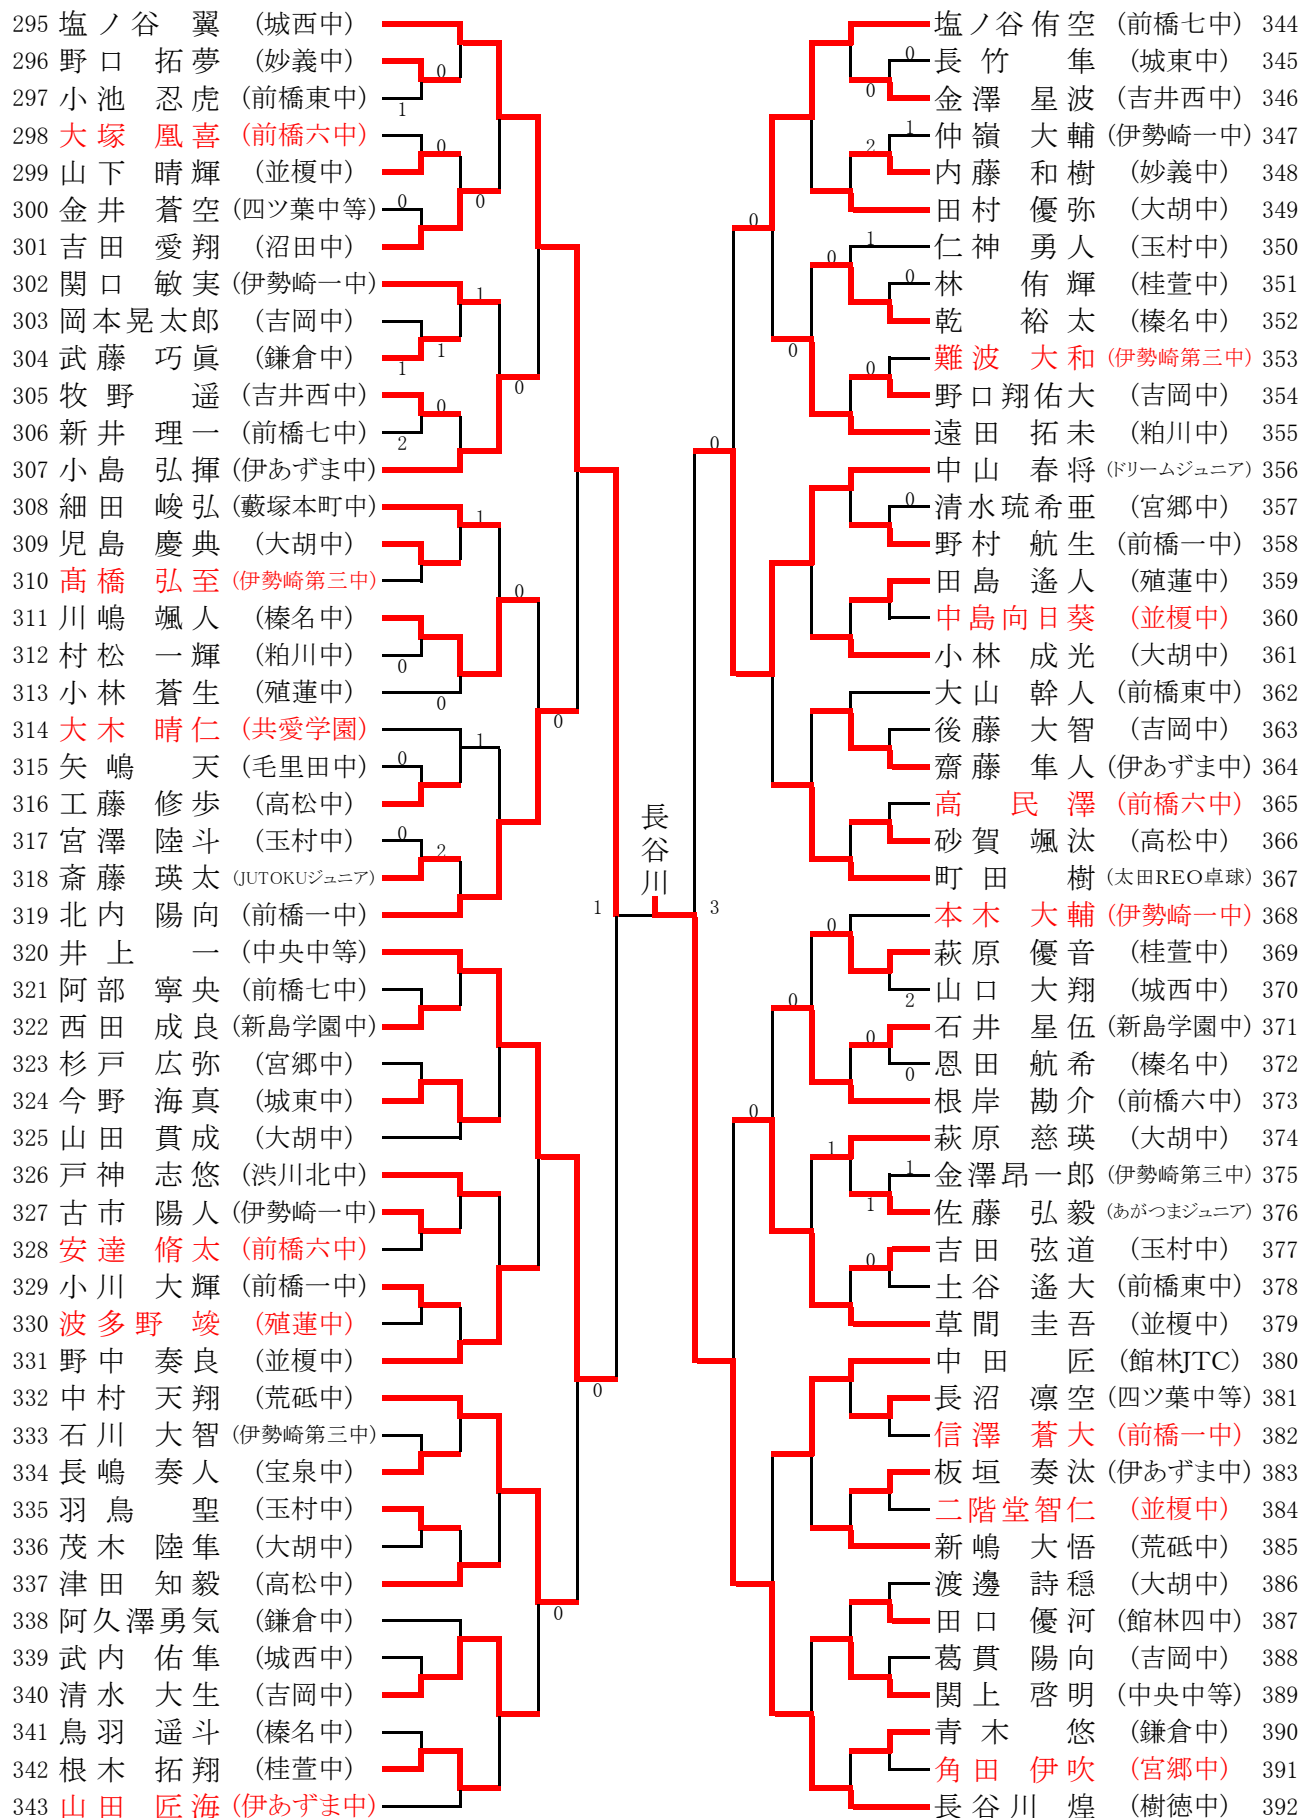 295 塩ノ谷 翼 (城西中)
296 野口 拓夢 (妙義中)
0
297 小池 忍虎 (前橋東中)
1
298 大塚 凰喜 (前橋六中)
0
299 山下 晴輝 (並榎中)
0
300 金井 蒼空 (四ツ葉中等)
0
301 吉田 愛翔 (沼田中)
302 関口 敏実 (伊勢崎一中)
1
303 岡本晃太郎 (吉岡中)
1
304 武藤 巧眞 (鎌倉中)
1
0
305 牧野 遥 (吉井西中)
0
306 新井 理一 (前橋七中)
2
307 小島 弘揮 (伊あずま中)
308 細田 峻弘 (藪塚本町中)
1
309 児島 慶典 (大胡中)
310 髙橋 弘至 (伊勢崎第三中)
0
311 川嶋 颯人 (榛名中)
312 村松 一輝 (粕川中)
0
313 小林 蒼生 (殖蓮中)
0
0
314 大木 晴仁 (共愛学園)
1
315 矢嶋 天 (毛里田中)
0
316 工藤 修歩 (高松中)
317 宮澤 陸斗 (玉村中)
0
2
318 斎藤 瑛太 (JUTOKUジュニア)
319 北内 陽向 (前橋一中)
320 井上 一 (中央中等)
321 阿部 寧央 (前橋七中)
322 西田 成良 (新島学園中)
323 杉戸 広弥 (宮郷中)
324 今野 海真 (城東中)
325 山田 貫成 (大胡中)
326 戸神 志悠 (渋川北中)
327 古市 陽人 (伊勢崎一中)
328 安達 脩太 (前橋六中)
329 小川 大輝 (前橋一中)
330 波多野 竣 (殖蓮中)
331 野中 奏良 (並榎中)
0
332 中村 天翔 (荒砥中)
333 石川 大智 (伊勢崎第三中)
334 長嶋 奏人 (宝泉中)
335 羽鳥 聖 (玉村中)
336 茂木 陸隼 (大胡中)
337 津田 知毅 (高松中)
0
338 阿久澤勇気 (鎌倉中)
339 武内 佑隼 (城西中)
340 清水 大生 (吉岡中)
341 鳥羽 遥斗 (榛名中)
342 根木 拓翔 (桂萱中)
343 山田 匠海 (伊あずま中)
長谷川
1
3
塩ノ谷侑空 (前橋七中) 344
0
長竹 隼 (城東中) 345
0
金澤 星波 (吉井西中) 346
1
仲嶺 大輔 (伊勢崎一中) 347
2
内藤 和樹 (妙義中) 348
田村 優弥 (大胡中) 349
0
1
仁神 勇人 (玉村中) 350
0
0
林 侑輝 (桂萱中) 351
乾 裕太 (榛名中) 352
0
難波 大和 (伊勢崎第三中) 353
0
野口翔佑大 (吉岡中) 354
遠田 拓未 (粕川中) 355
0
中山 春将 (ドリームジュニア) 356
0
清水琉希亜 (宮郷中) 357
野村 航生 (前橋一中) 358
田島 遙人 (殖蓮中) 359
中島向日葵 (並榎中) 360
小林 成光 (大胡中) 361
大山 幹人 (前橋東中) 362
後藤 大智 (吉岡中) 363
齋藤 隼人 (伊あずま中) 364
高 民澤 (前橋六中) 365
砂賀 颯汰 (高松中) 366
町田 樹 (太田REO卓球) 367
本木 大輔 (伊勢崎一中) 368
0
萩原 優音 (桂萱中) 369
山口 大翔 (城西中) 370
2
0
石井 星伍 (新島学園中) 371
0
恩田 航希 (榛名中) 372
0
根岸 勘介 (前橋六中) 373
0
萩原 慈瑛 (大胡中) 374
1
金澤昂一郎 (伊勢崎第三中) 375
1
佐藤 弘毅 (あがつまジュニア) 376
1
吉田 弦道 (玉村中) 377
0
土谷 遙大 (前橋東中) 378
草間 圭吾 (並榎中) 379
中田 匠 (館林JTC) 380
長沼 凛空 (四ツ葉中等) 381
信澤 蒼大 (前橋一中) 382
板垣 奏汰 (伊あずま中) 383
二階堂智仁 (並榎中) 384
新嶋 大悟 (荒砥中) 385
渡邊 詩穏 (大胡中) 386
田口 優河 (館林四中) 387
葛貫 陽向 (吉岡中) 388
関上 啓明 (中央中等) 389
青木 悠 (鎌倉中) 390
角田 伊吹 (宮郷中) 391
長谷川 煌 (樹徳中) 392